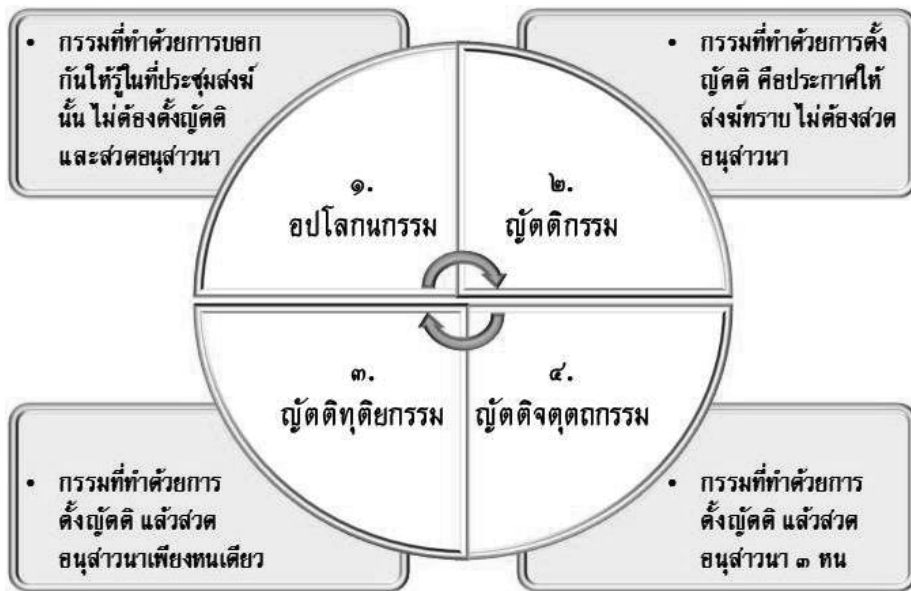 • กรรมที่ทำด้วยการบอก
กันให้รู้ในที่ประชุมสงฆ์
นั้น ไม่ต้องตั้งญัตติ
และสวดอนุสาวนา
• กรรมที่ทำด้วยการตั้ง
ญัตติ คือประกาศให้
สงฆ์ทราบ ไม่ต้องสวด
อนุสาวนา
๑.
อปโลกนกรรม
๒.
ญัตติกรรม
๓.
ญัตติทุติยกรรม
๔.
ญัตติจตุตถกรรม
• กรรมที่ทำด้วยการ
ตั้งญัตติ แล้วสวด
อนุสาวนาเพียงหนเดียว
• กรรมที่ทำด้วยการ
ตั้งญัตติ แล้วสวด
อนุสาวนา ๓ หน